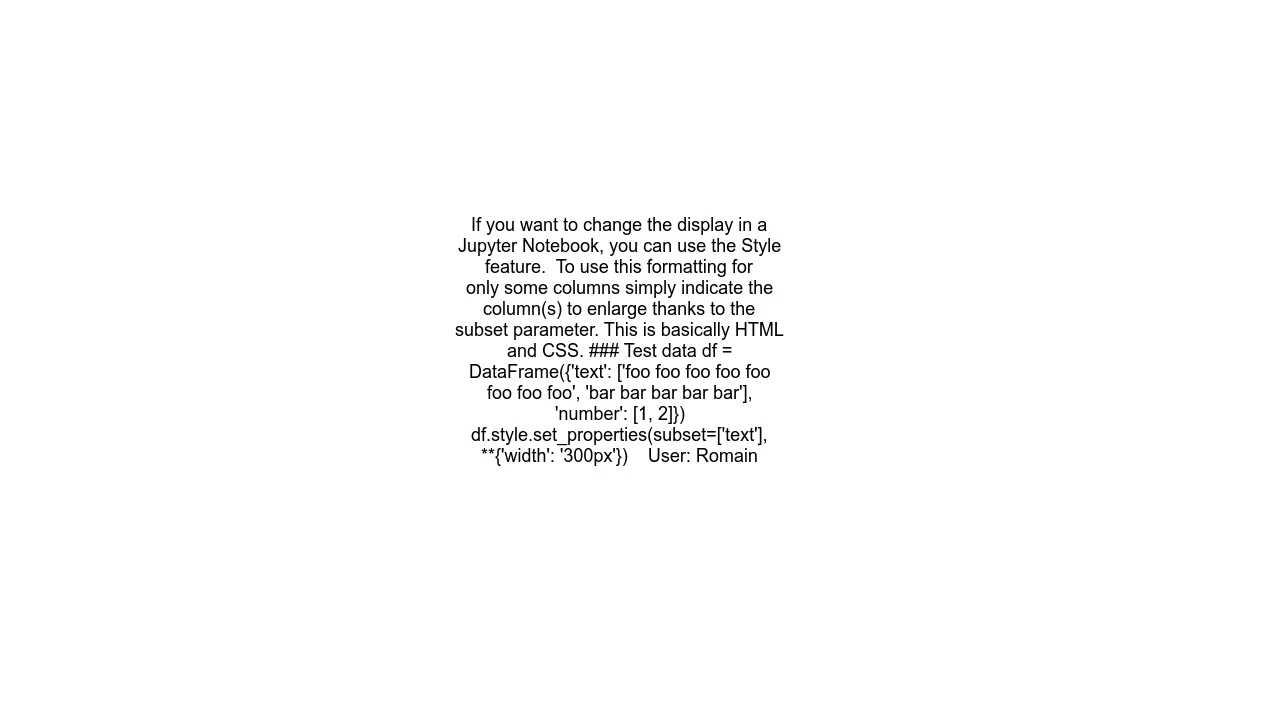 If you want to change the display in a
Jupyter Notebook, you can use the Style
feature.  To use this formatting for
only some columns simply indicate the
column(s) to enlarge thanks to the
subset parameter. This is basically HTML
and CSS. ### Test data df =
DataFrame({'text': ['foo foo foo foo foo
foo foo foo', 'bar bar bar bar bar'],
'number': [1, 2]})
df.style.set_properties(subset=['text'],
**{'width': '300px'})    User: Romain